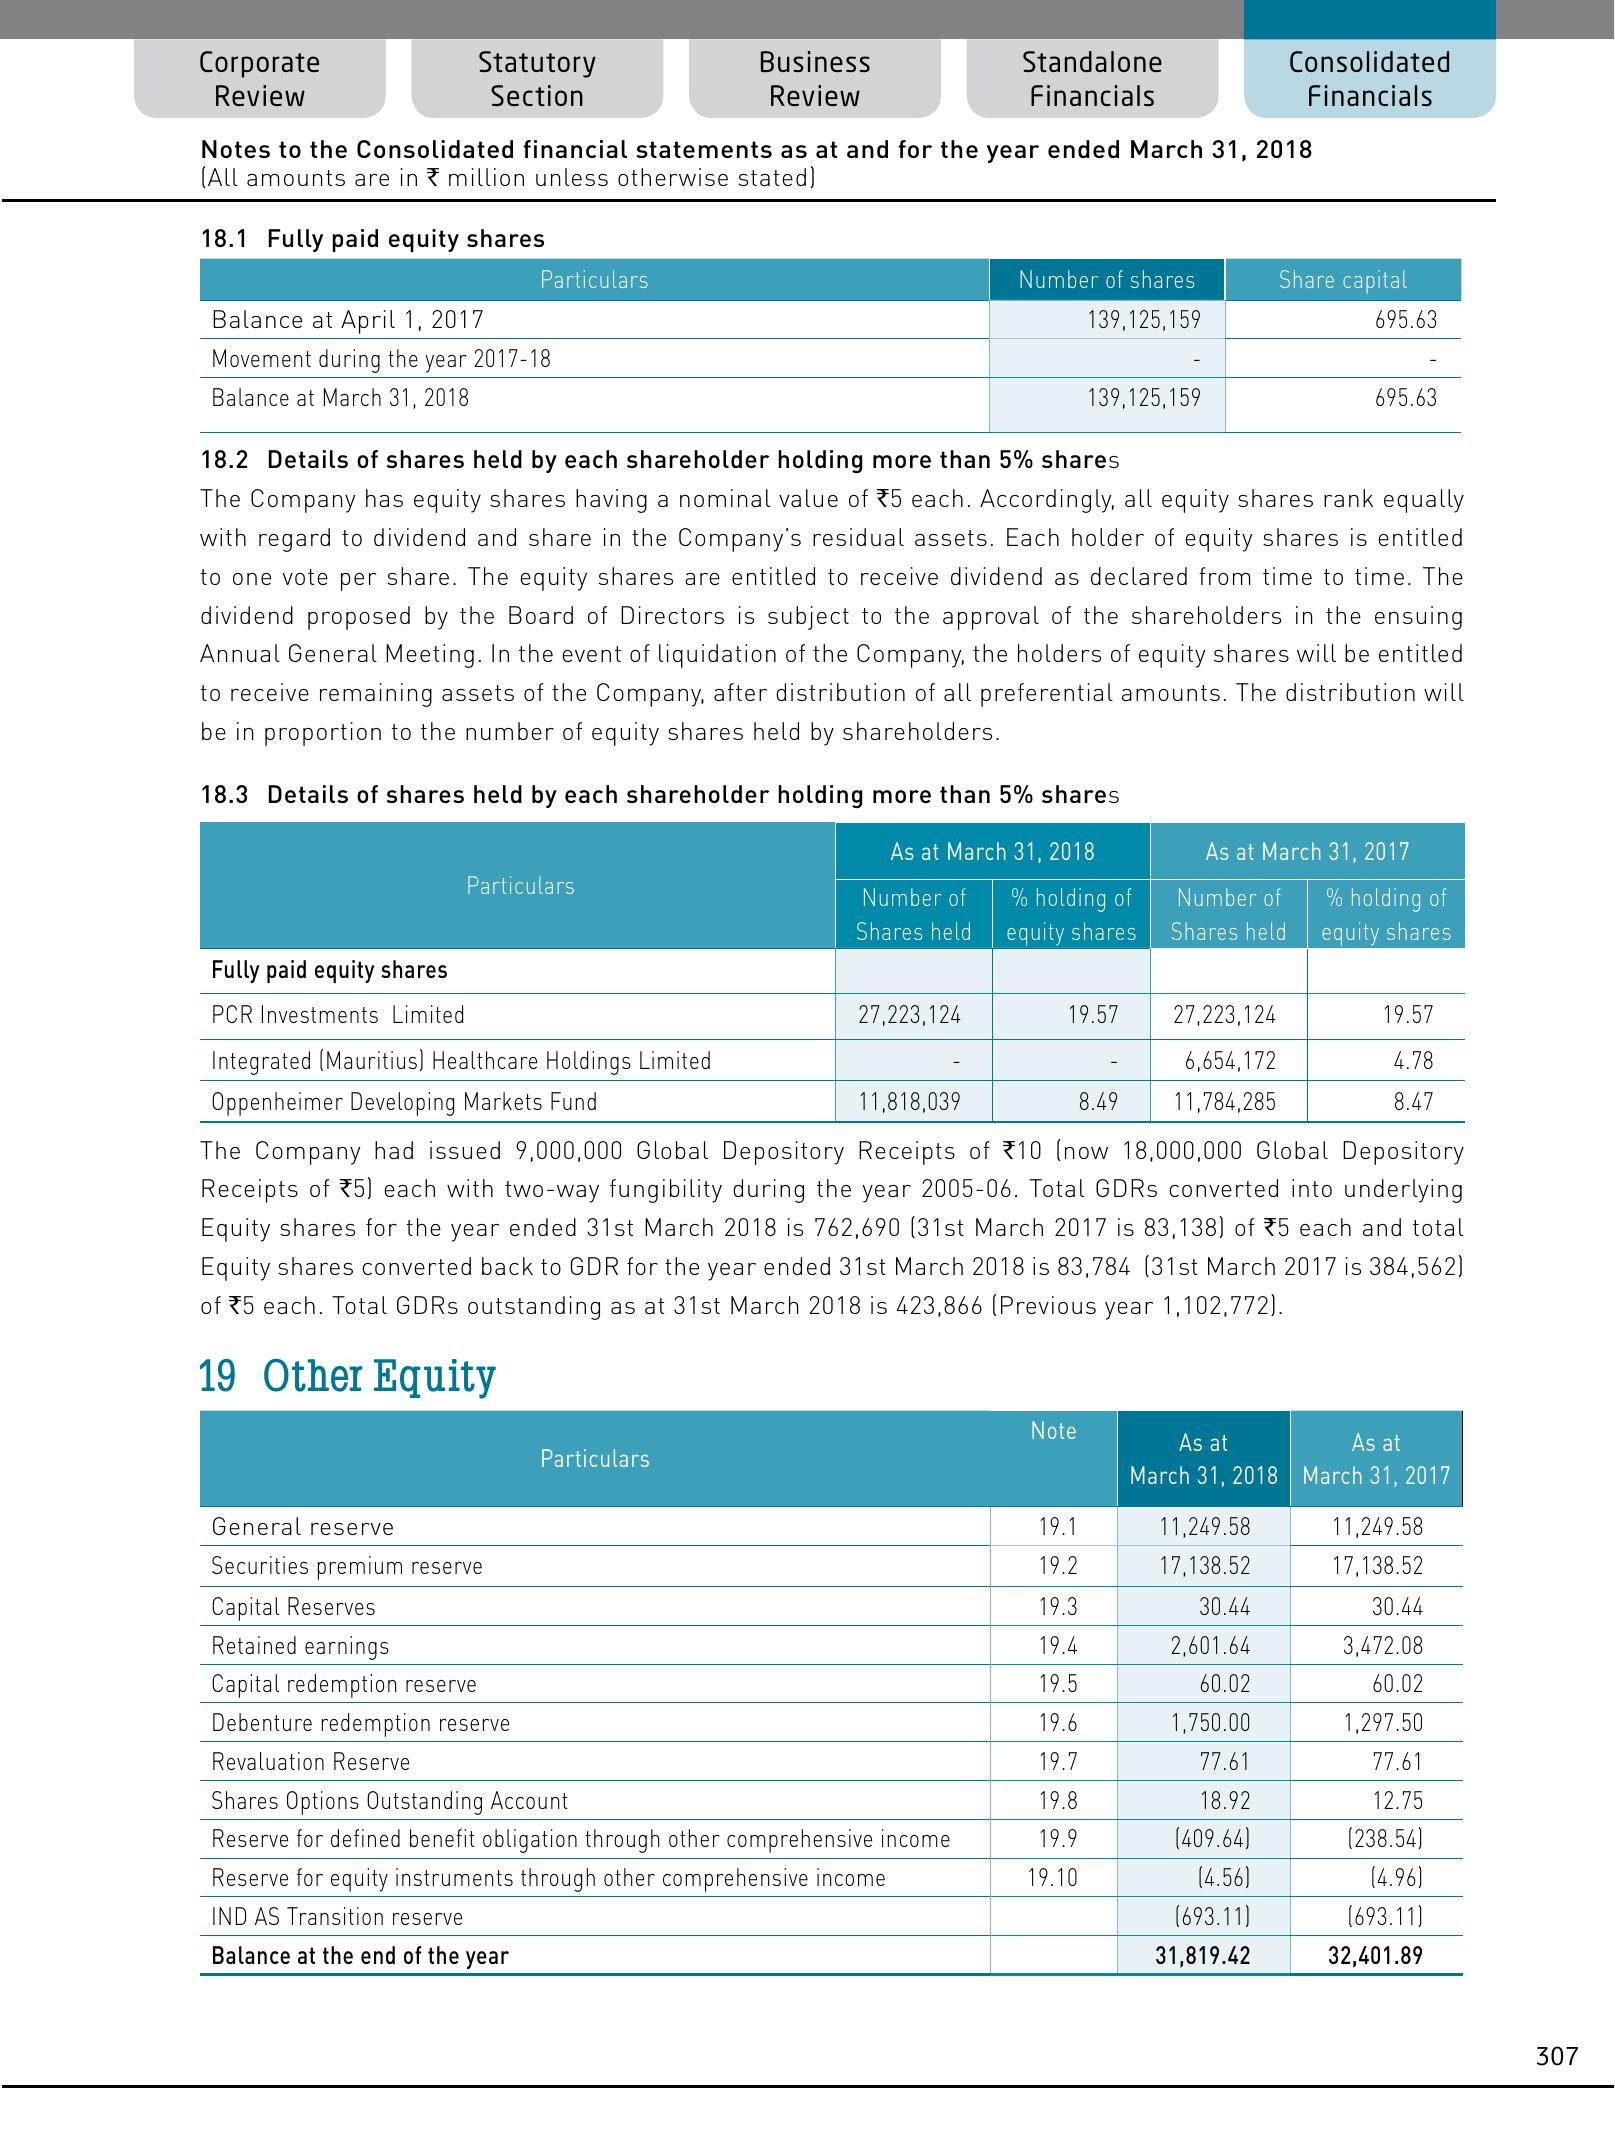 Corporate Review
Statutory Section
Business Review
Standalone Financials
Consolidated Financials
Notes to the Consolidated financial statements as at and for the year ended March 31, 2018
(All amounts are in ₹ million unless otherwise stated)
18.1 Fully paid equity shares
Particulars Number of shares Share capital
Balance at April 1, 2017 139,125,159 695.63
Movement during the year 2017-18 - -
Balance at March 31, 2018 139,125,159 695.63
18.2 Details of shares held by each shareholder holding more than 5% shares
The Company has equity shares having a nominal value of ₹5 each. Accordingly, all equity shares rank equally
with regard to dividend and share in the Company's residual assets. Each holder of equity shares is entitled
to one vote per share. The equity shares are entitled to receive dividend as declared from time to time. The
dividend proposed by the Board of Directors is subject to the approval of the shareholders in the ensuing
Annual General Meeting. In the event of liquidation of the Company, the holders of equity shares will be entitled
to receive remaining assets of the Company, after distribution of all preferential amounts. The distribution will
be in proportion to the number of equity shares held by shareholders.
18.3 Details of shares held by each shareholder holding more than 5% shares
Particulars
As at March 31, 2018 As at March 31, 2017
Number of Shares held % holding of equity shares Number of Shares held % holding of equity shares
Fully paid equity shares
PCR Investments Limited 27,223,124 19.57 27,223,124 19.57
Integrated (Mauritius) Healthcare Holdings Limited - - 6,654,172 4.78
Oppenheimer Developing Markets Fund 11,818,039 8.49 11,784,285 8.47
The Company had issued 9,000,000 Global Depository Receipts of ₹10 (now 18,000,000 Global Depository
Receipts of ₹5) each with two-way fungibility during the year 2005-06. Total GDRs converted into underlying
Equity shares for the year ended 31st March 2018 is 762,690 (31st March 2017 is 83,138) of ₹5 each and total
Equity shares converted back to GDR for the year ended 31st March 2018 is 83,784 (31st March 2017 is 384,562)
of ₹5 each. Total GDRs outstanding as at 31st March 2018 is 423,866 (Previous year 1,102,772).
19 Other Equity
Particulars Note As at March 31, 2018 As at March 31, 2017
General reserve 19.1 11,249.58 11,249.58
Securities premium reserve 19.2 17,138.52 17,138.52
Capital Reserves 19.3 30.44 30.44
Retained earnings 19.4 2,601.64 3,472.08
Capital redemption reserve 19.5 60.02 60.02
Debenture redemption reserve 19.6 1,750.00 1,297.50
Revaluation Reserve 19.7 77.61 77.61
Shares Options Outstanding Account 19.8 18.92 12.75
Reserve for defined benefit obligation through other comprehensive income 19.9 (409.64) (238.54)
Reserve for equity instruments through other comprehensive income 19.10 (4.56) (4.96)
IND AS Transition reserve (693.11) (693.11)
Balance at the end of the year 31,819.42 32,401.89
307